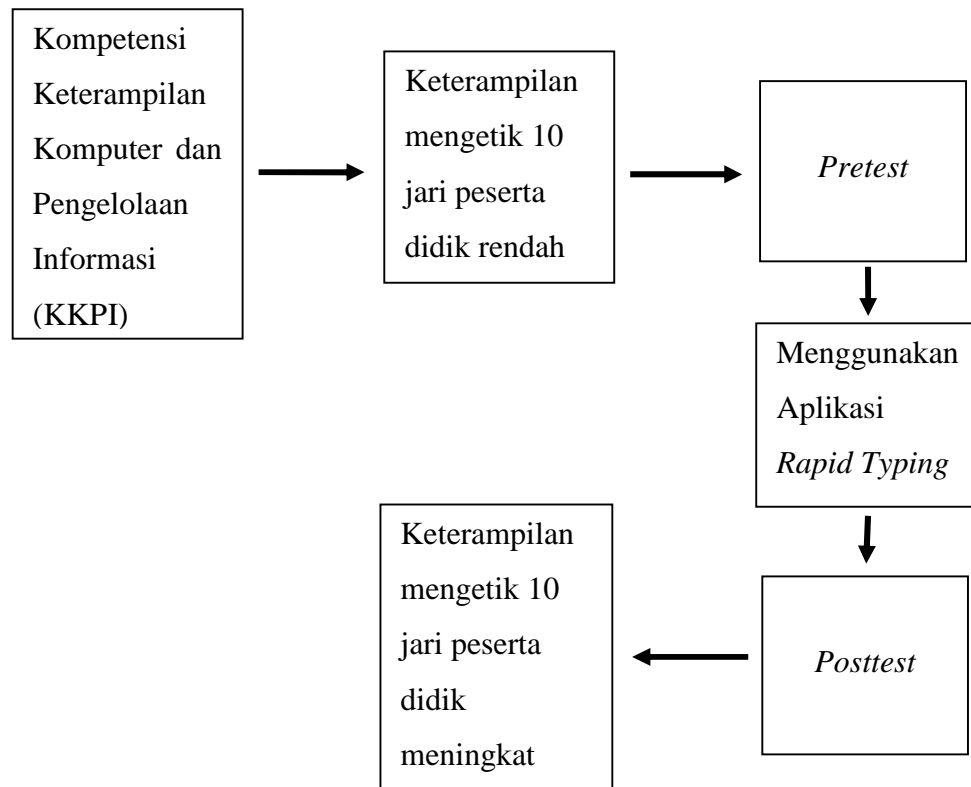 Kompetensi
Keterampilan
Komputer dan
Pengelolaan
Informasi
(KKPI)
Keterampilan
mengetik 10
jari peserta
didik rendah
Pretest
Menggunakan
Aplikasi
Rapid Typing
Posttest
Keterampilan
mengetik 10
jari peserta
didik
meningkat